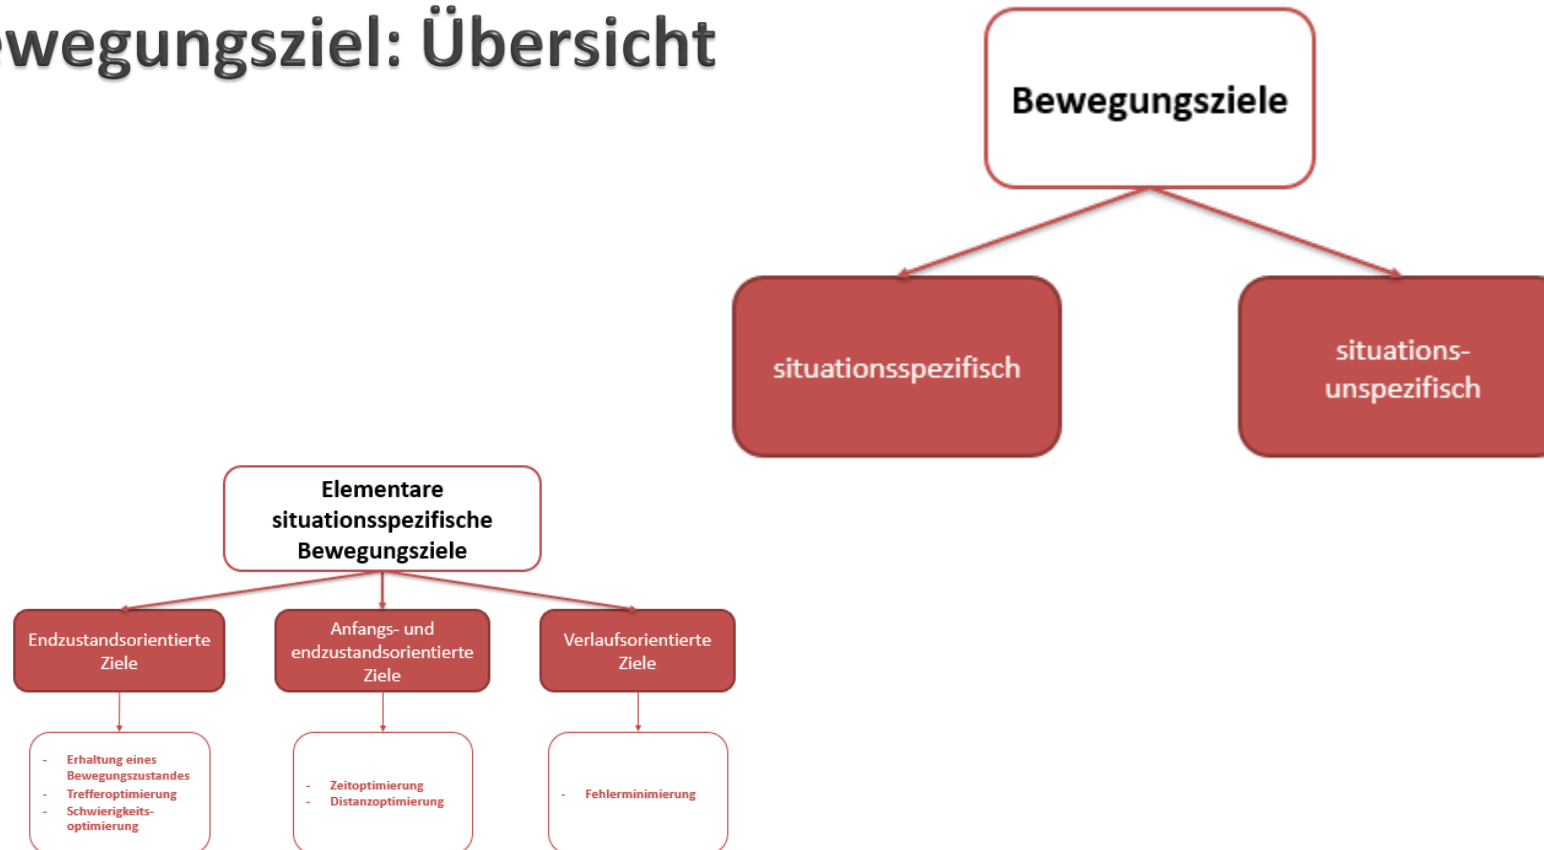 ewegungsziel: Übersicht
Bewegungsziele
situationsspezifisch
situations-
unspezifisch
Elementare
situationsspezifische
Bewegungsziele
Endzustandsorientierte
Ziele
Anfangs- und
endzustandsorientierte
Ziele
Verlaufsorientierte
Ziele
- Erhaltung eines
Bewegungszustandes
- Trefferoptimierung
- Schwierigkeits-
optimierung
- Zeitoptimierung
- Distanzoptimierung
- Fehlerminimierung